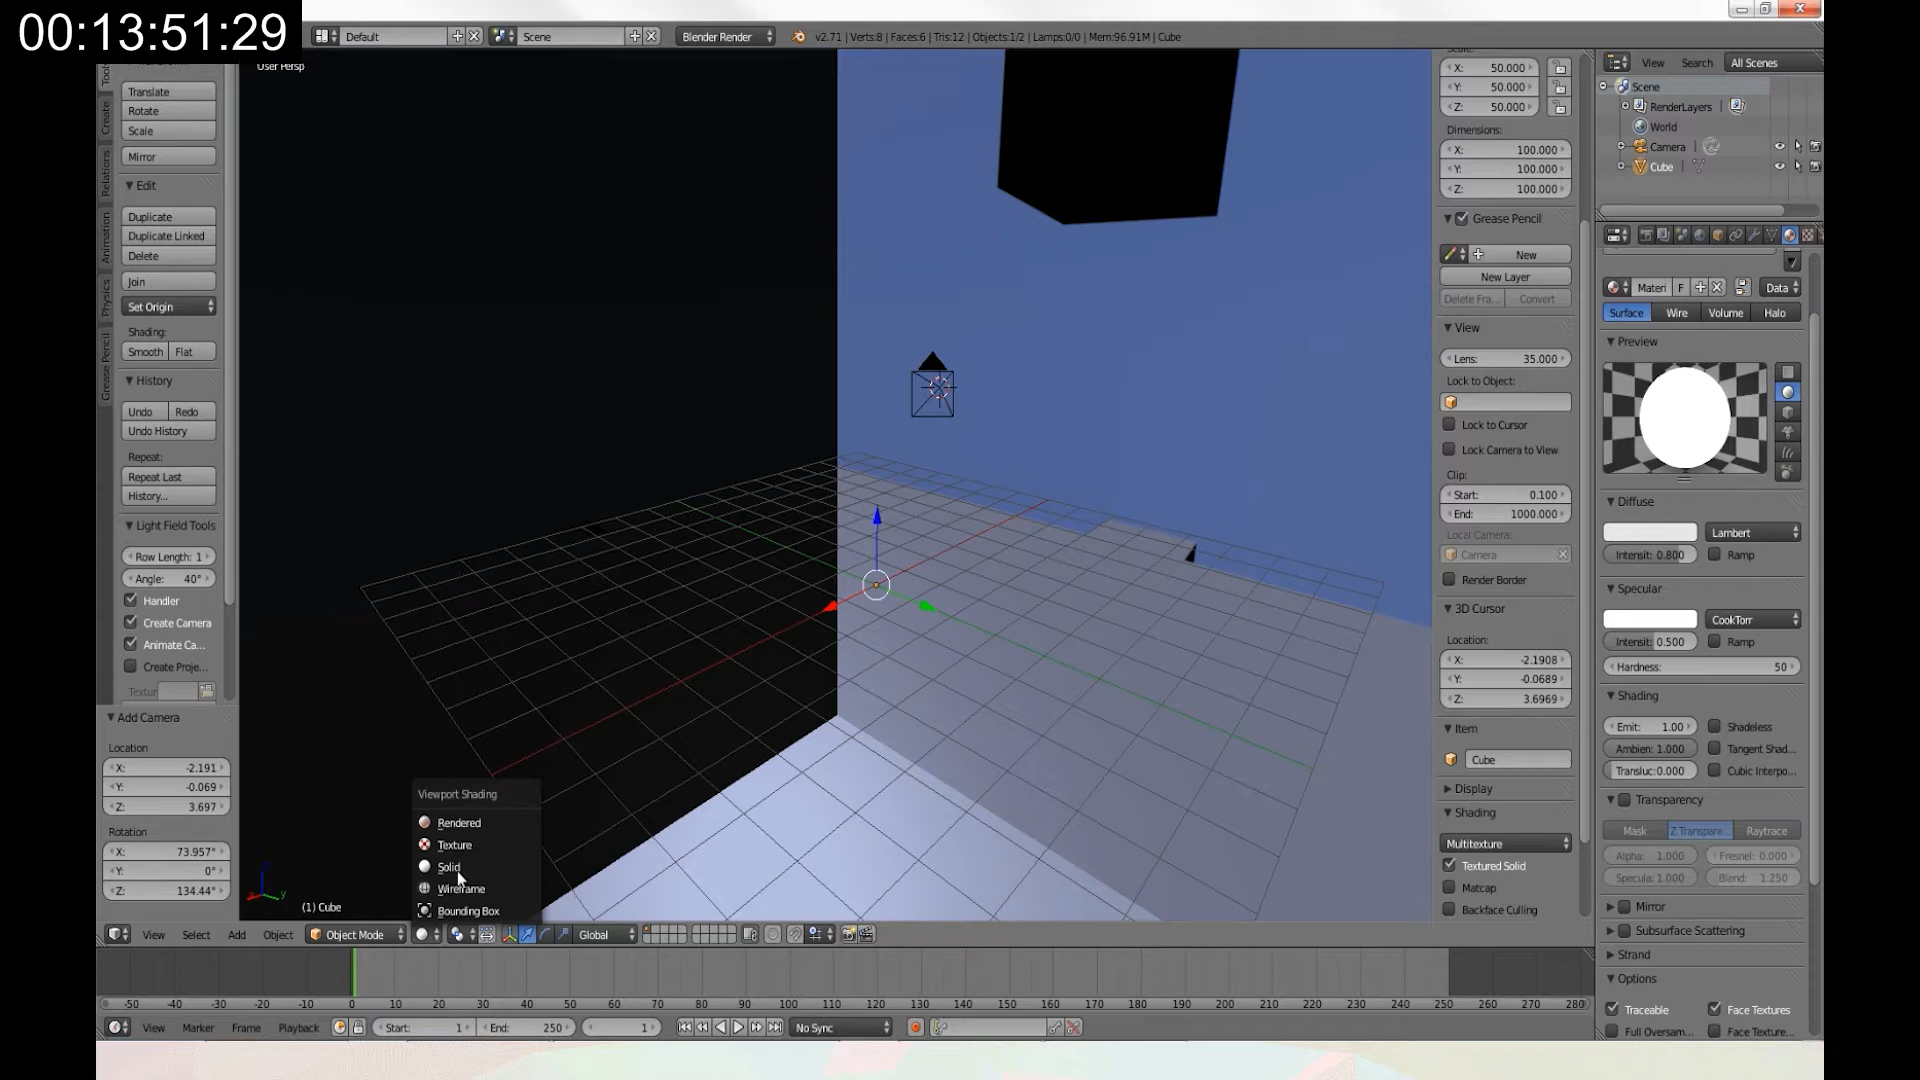 00:13:51:29
Default
Scene
Blender Render
v2.71 | Verts:8 | Faces:6 | Tris:12 | Objects:1/2 | Lamps:0/0 | Mem:96.91M | Cube
User Persp
Tools
Create
Relations
Animation
Physics
Grease Pencil
Translate
Rotate
Scale
Mirror
Edit
Duplicate
Duplicate Linked
Delete
Join
Set Origin
Shading:
Smooth Flat
History
Undo Redo
Undo History
Repeat:
Repeat Last
History...
Light Field Tools
Row Length: 1
Angle: 40°
Handler
Create Camera
Animate Ca...
Create Proje...
Textur
Add Camera
Location
X: -2.191
Y: -0.069
Z: 3.697
Rotation
X: 73.957°
Y: 0°
Z: 134.44°
Viewport Shading
Rendered
Texture
Solid
Wireframe
Bounding Box
(1) Cube
View Select Add Object Object Mode Global
X: 50.000
Y: 50.000
Z: 50.000
Dimensions:
X: 100.000
Y: 100.000
Z: 100.000
Grease Pencil
New
New Layer
Delete Fra... Convert
View
Lens: 35.000
Lock to Object:
Lock to Cursor
Lock Camera to View
Clip:
Start: 0.100
End: 1000.000
Local Camera:
Camera
Render Border
3D Cursor
Location:
X: -2.1908
Y: -0.0689
Z: 3.6969
Item
Cube
Display
Shading
Multitexture
Textured Solid
Matcap
Backface Culling
View Search All Scenes
Scene
RenderLayers
World
Camera
Cube
Materi F Data
Surface Wire Volume Halo
Preview
Diffuse
Lambert
Intensit: 0.800 Ramp
Specular
CookTorr
Intensit: 0.500 Ramp
Hardness: 50
Shading
Emit: 1.00 Shadeless
Ambien: 1.000 Tangent Shad...
Transluc:0.000 Cubic Interpo...
Transparency
Mask Z Transpare... Raytrace
Alpha: 1.000 Fresnel: 0.000
Specula: 1.000 Blend: 1.250
Mirror
Subsurface Scattering
Strand
Options
Traceable Face Textures
Full Oversam... Face Texture...
-50 -40 -30 -20 -10 0 10 20 30 40 50 60 70 80 90 100 110 120 130 140 150 160 170 180 190 200 210 220 230 240 250 260 270 280
View Marker Frame Playback Start: 1 End: 250 1 No Sync